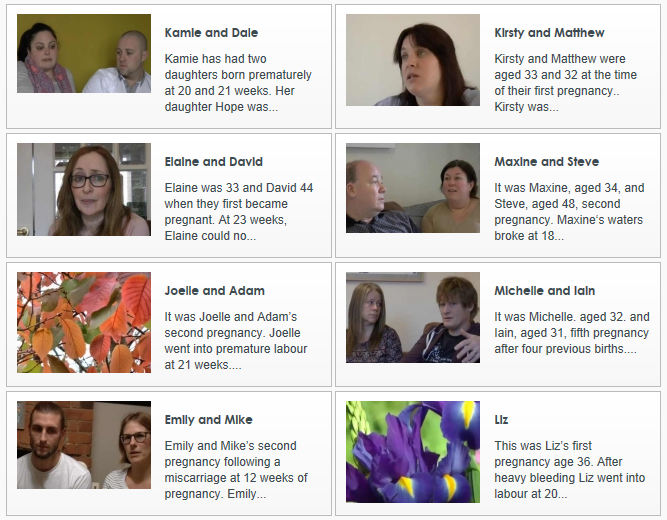 Kamie and Dale
Kamie has had two
daughters born prematurely
at 20 and 21 weeks. Her
daughter Hope was...
Kirsty and Matthew
Kirsty and Matthew were
aged 33 and 32 at the time
of their first pregnancy..
Kirsty was...
Elaine and David
Elaine was 33 and David 44
when they first became
pregnant. At 23 weeks,
Elaine could no...
Maxine and Steve
It was Maxine, aged 34, and
Steve, aged 48, second
pregnancy. Maxine's waters
broke at 18...
Joelle and Adam
It was Joelle and Adam's
second pregnancy. Joelle
went into premature labour
at 21 weeks....
Michelle and Iain
It was Michelle. aged 32. and
Iain, aged 31, fifth pregnancy
after four previous births....
Emily and Mike
Emily and Mike's second
pregnancy following a
miscarriage at 12 weeks of
pregnancy. Emily...
Liz
This was Liz's first
pregnancy age 36. After
heavy bleeding Liz went into
labour at 20...